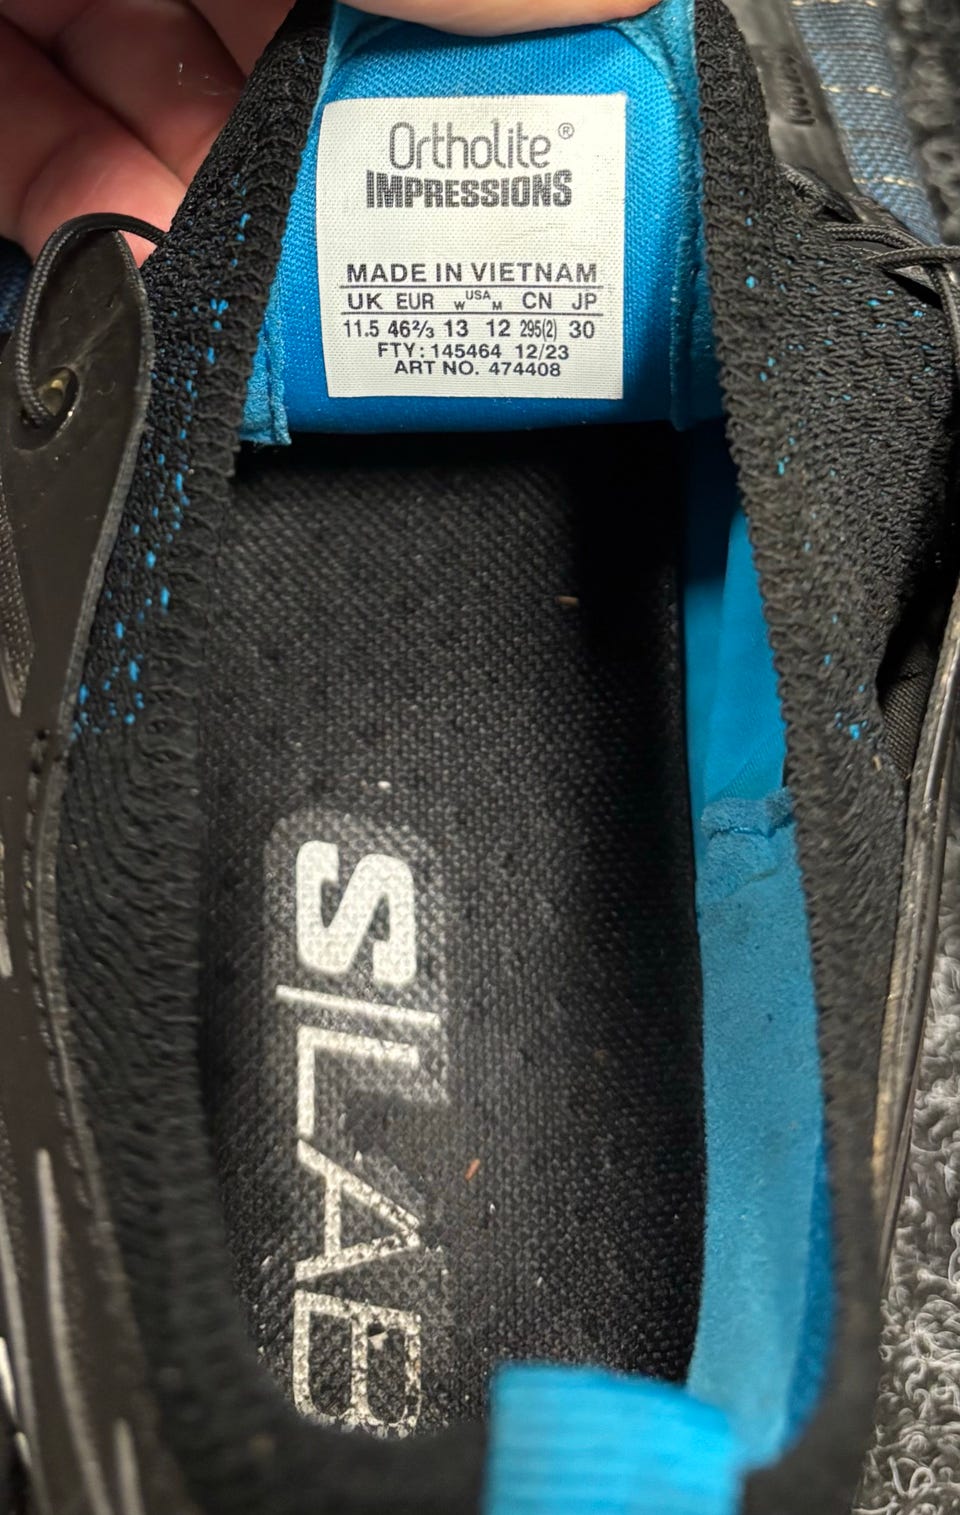 Ortholite®
IMPRESSIONS
MADE IN VIETNAM
UK EUR W USA M CN JP
11.5 46⅔ 13 12 295(2) 30
FTY: 145464 12/23
ART NO. 474408
S/LAB